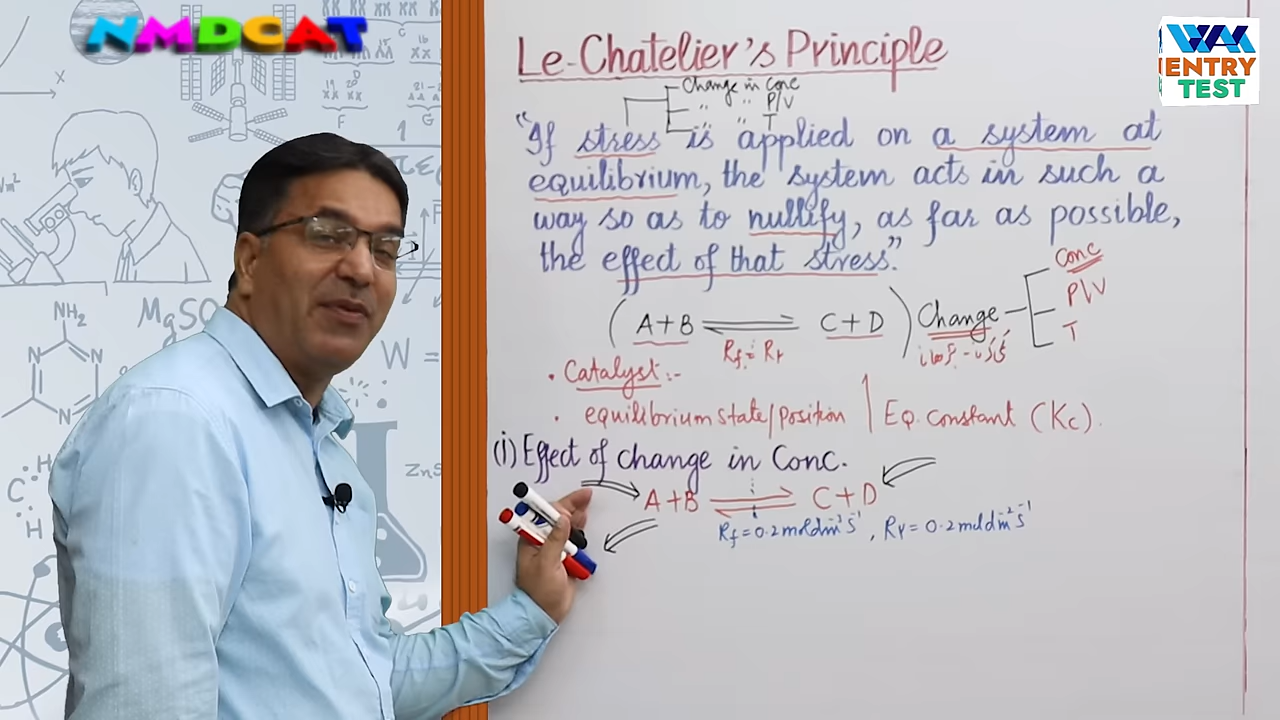 NMDCAT
WAK
ENTRY
TEST
Le-Chatelier's Principle
Change in Conc
" " P/V
" " T
"If stress is applied on a system at
equilibrium, the system acts in such a
way so as to nullify, as far as possible,
the effect of that stress."
(A+B ⇌ C+D) Change
Conc
P/V
T
Rf = Rr
• Catalyst:-
• equilibrium state/position | Eq. constant (Kc).
(i) Effect of change in Conc.
A+B ⇌ C+D
Rf = 0.2 mol dm⁻³ S⁻¹, Rr = 0.2 mol dm⁻³ S⁻¹
NH₂
N
N
MgSO
W =
ZnS